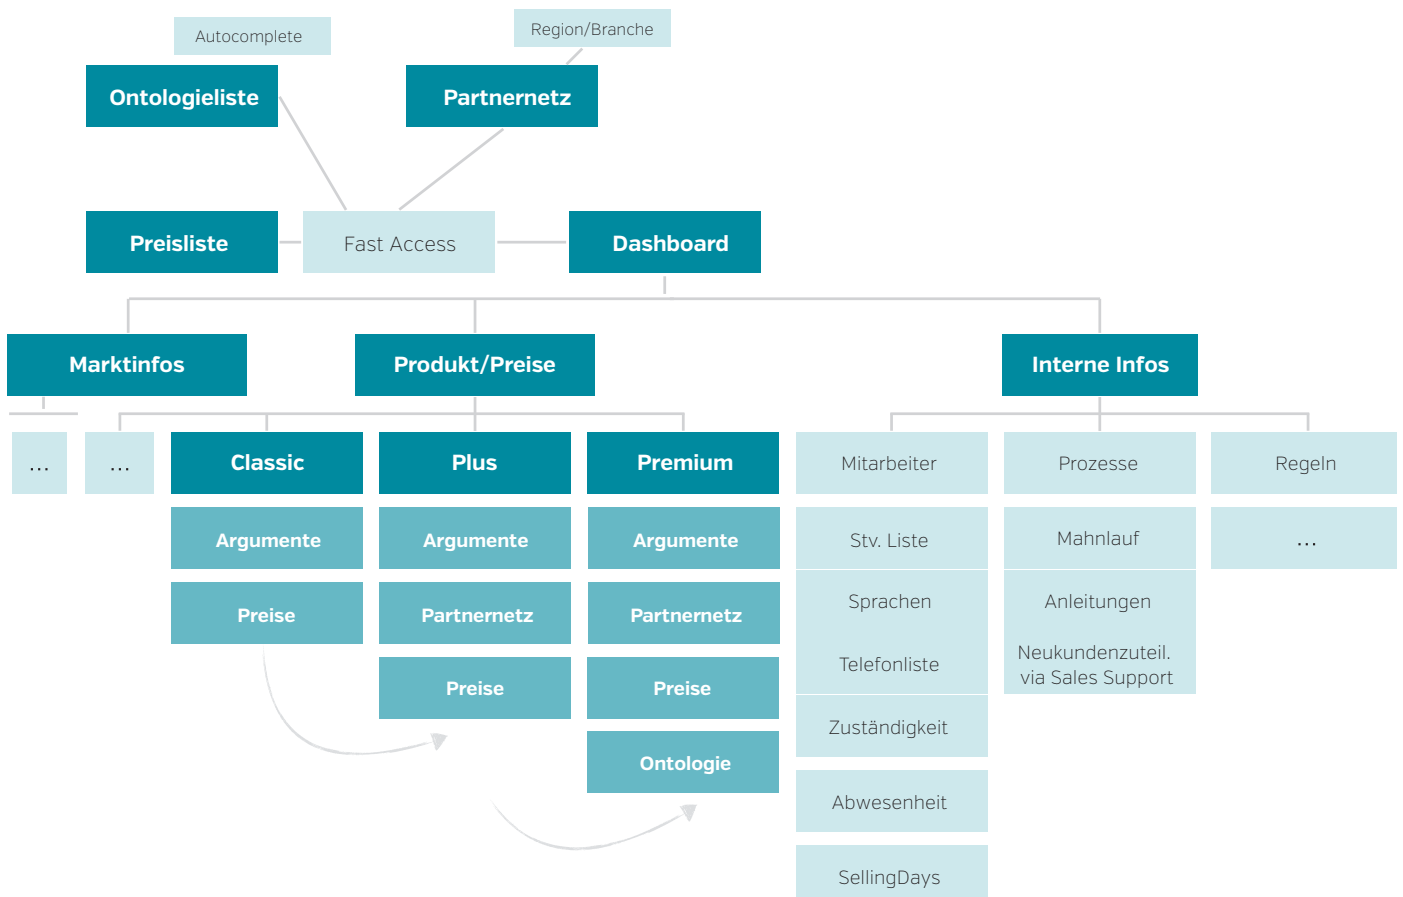 Autocomplete
Region/Branche
Ontologieliste
Partnernetz
Preisliste
Fast Access
Dashboard
Marktinfos
Produkt/Preise
Interne Infos
...
...
Classic
Plus
Premium
Mitarbeiter
Prozesse
Regeln
Argumente
Argumente
Argumente
Stv. Liste
Mahnlauf
...
Preise
Partnernetz
Partnernetz
Sprachen
Anleitungen
Preise
Preise
Telefonliste
Neukundenzuteil.
via Sales Support
Ontologie
Zuständigkeit
Abwesenheit
SellingDays